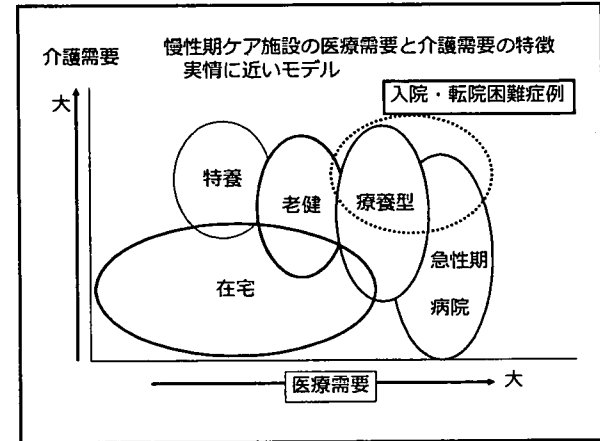 慢性期ケア施設の医療需要と介護需要の特徴
実情に近いモデル
介護需要
大
入院・転院困難症例
特養
老健
療養型
在宅
急性期
病院
医療需要
大